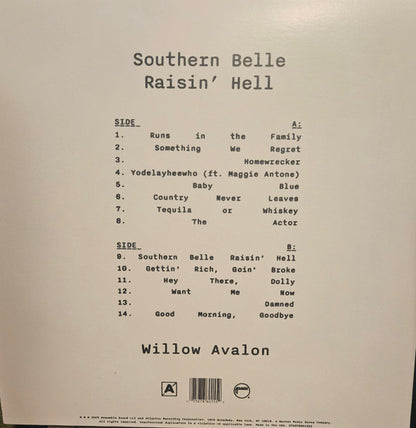 Southern Belle
Raisin' Hell
SIDE A:
1. Runs in the Family
2. Something We Regret
3. Homewrecker
4. Yodelayheewho (ft. Maggie Antone)
5. Baby Blue
6. Country Never Leaves
7. Tequila or Whiskey
8. The Actor
SIDE B:
9. Southern Belle Raisin' Hell
10. Gettin' Rich, Goin' Broke
11. Hey There, Dolly
12. Want Me Now
13. Damned
14. Good Morning, Goodbye
Willow Avalon
A